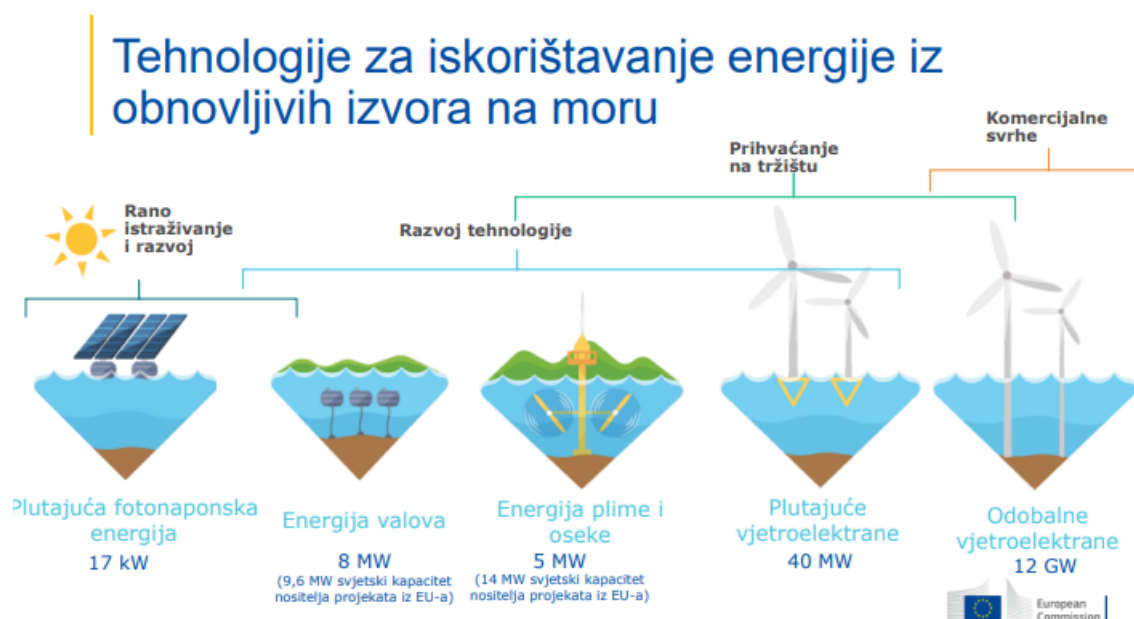 Tehnologije za iskorištavanje energije iz
obnovljivih izvora na moru
Komercijalne
svrhe
Prihvaćanje
na tržištu
Rano
istraživanje
i razvoj
Razvoj tehnologije
Plutajuća fotonaponska
energija
17 kW
Energija valova
8 MW
(9,6 MW svjetski kapacitet
nositelja projekata iz EU-a)
Energija plime i
oseke
5 MW
(14 MW svjetski kapacitet
nositelja projekata iz EU-a)
Plutajuće
vjetroelektrane
40 MW
Odobalne
vjetroelektrane
12 GW
European
Commission